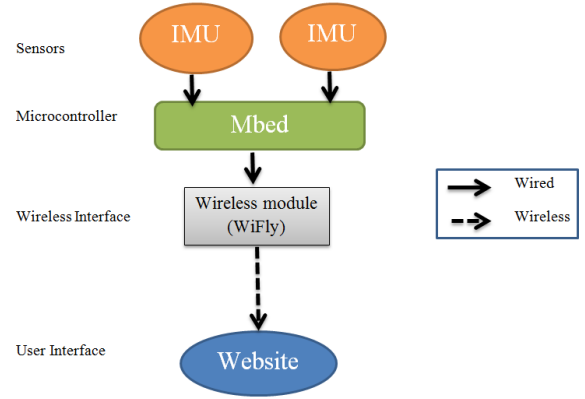 Sensors
IMU
IMU
Microcontroller
Mbed
Wireless Interface
Wireless module
(WiFly)
Wired
Wireless
User Interface
Website